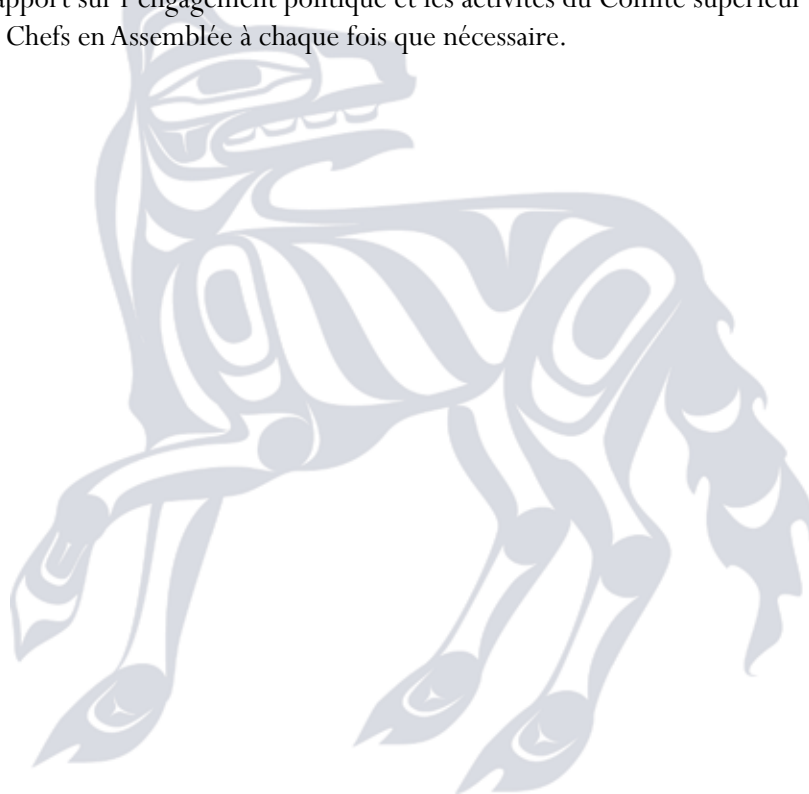 apport sur l'engagement politique et les activités du Comité supérieur
Chefs en Assemblée à chaque fois que nécessaire.